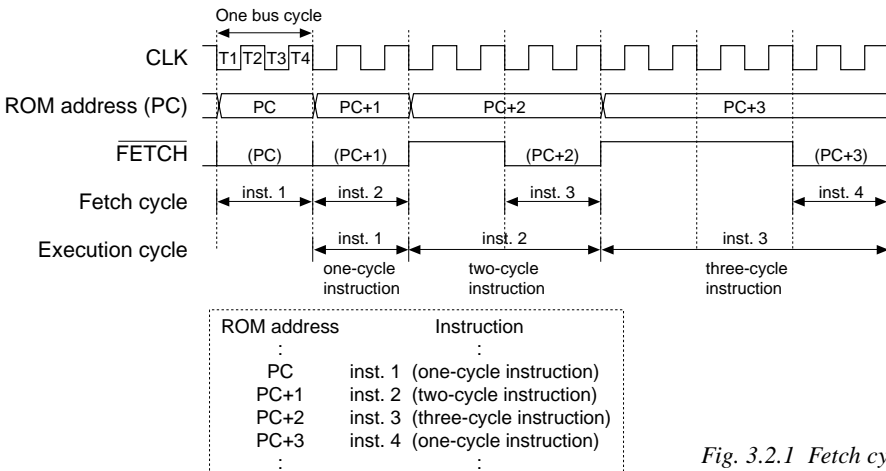 One bus cycle
CLK T1 T2 T3 T4
ROM address (PC) PC PC+1 PC+2 PC+3
FETCH (PC) (PC+1) (PC+2) (PC+3)
Fetch cycle inst. 1 inst. 2 inst. 3 inst. 4
Execution cycle inst. 1 inst. 2 inst. 3
one-cycle two-cycle three-cycle
instruction instruction instruction
ROM address Instruction
: :
PC inst. 1 (one-cycle instruction)
PC+1 inst. 2 (two-cycle instruction)
PC+2 inst. 3 (three-cycle instruction)
PC+3 inst. 4 (one-cycle instruction)
: :
Fig. 3.2.1 Fetch cy